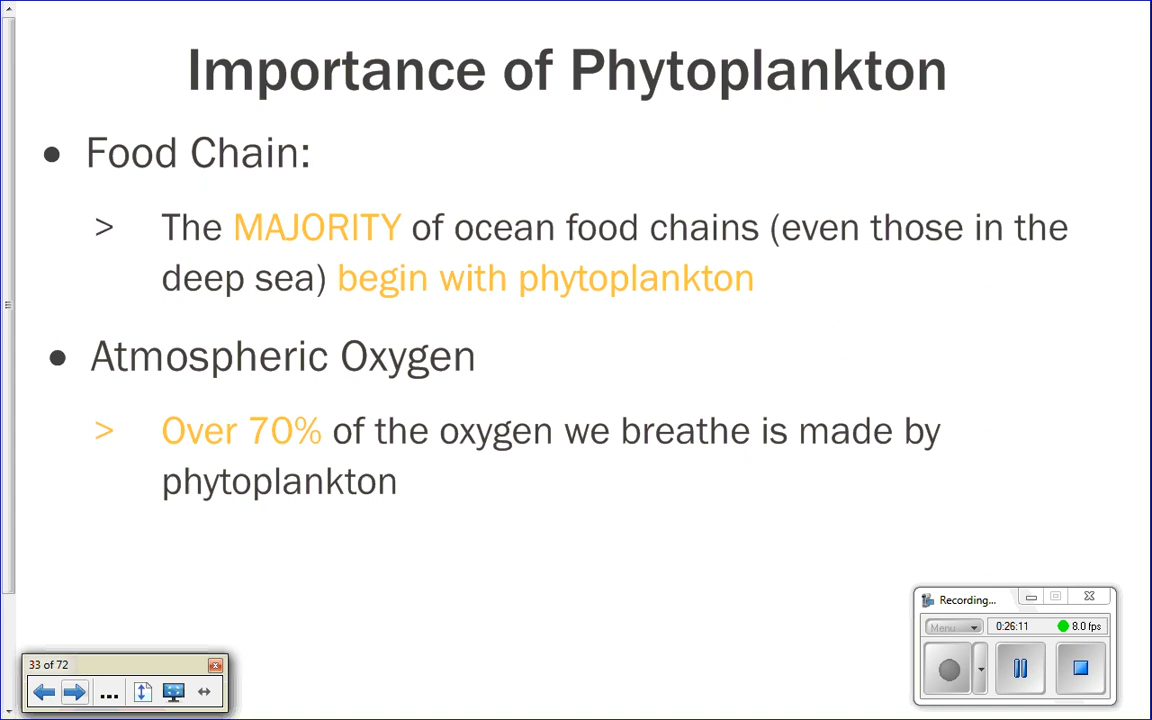 Importance of Phytoplankton
● Food Chain:
> The MAJORITY of ocean food chains (even those in the
deep sea) begin with phytoplankton
● Atmospheric Oxygen
> Over 70% of the oxygen we breathe is made by
phytoplankton
Recording...
Menu 0:26:11 8.0 fps
33 of 72
...